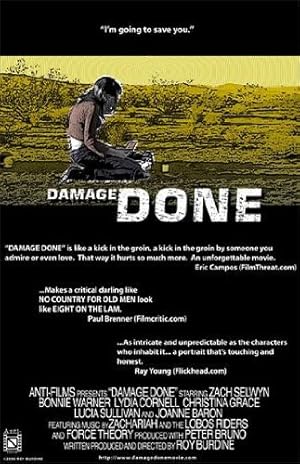 "I'm going to save you."
DAMAGE DONE
"DAMAGE DONE" is like a kick in the groin, a kick in the groin by someone you
admire or even love. That way it hurts so much more. An unforgettable movie.
Eric Campos (FilmThreat.com)
...Makes a critical darling like
NO COUNTRY FOR OLD MEN look
like EIGHT ON THE LAM.
Paul Brenner (Filmcritic.com)
...As intricate and unpredictable as the characters
who inhabit it... a portrait that's touching and
honest.
Ray Young (Flickhead.com)
ANTI-FILMS PRESENTS "DAMAGE DONE" STARRING ZACH SELWYN
BONNIE WARNER LYDIA CORNELL CHRISTINA GRACE
LUCIA SULLIVAN AND JOANNE BARON
FEATURING MUSIC BY ZACHARIAH AND THE LOBOS RIDERS
AND FORCE THEORY PRODUCED WITH PETER BRUNO
WRITTEN PRODUCED AND DIRECTED BY ROY BURDINE
©2008 ROY BURDINE
www.damagedonemovie.com